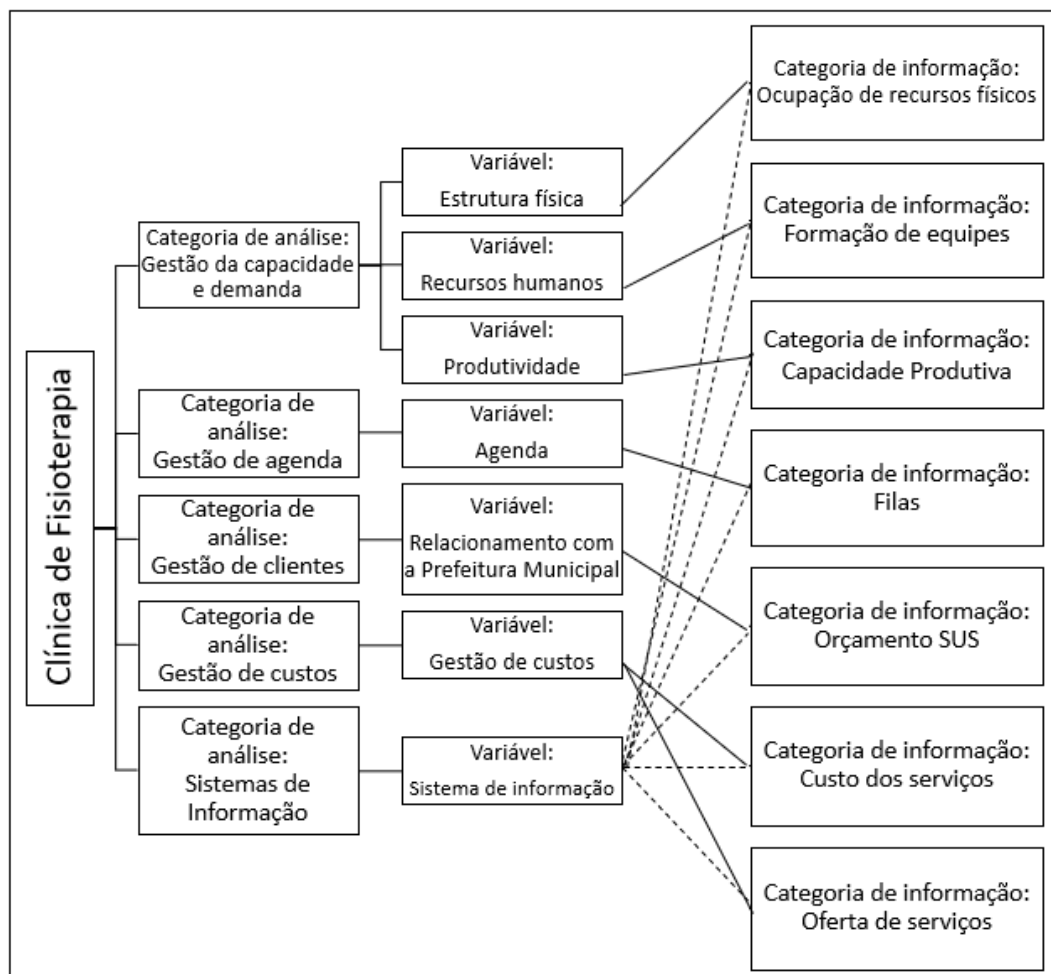 Clínica de Fisioterapia
Categoria de análise:
Gestão da capacidade
e demanda
Categoria de
análise:
Gestão de agenda
Categoria de
análise:
Gestão de clientes
Categoria de
análise:
Gestão de custos
Categoria de
análise:
Sistemas de
Informação
Variável:
Estrutura física
Variável:
Recursos humanos
Variável:
Produtividade
Variável:
Agenda
Variável:
Relacionamento com
a Prefeitura Municipal
Variável:
Gestão de custos
Variável:
Sistema de informação
Categoria de informação:
Ocupação de recursos físicos
Categoria de informação:
Formação de equipes
Categoria de informação:
Capacidade Produtiva
Categoria de informação:
Filas
Categoria de informação:
Orçamento SUS
Categoria de informação:
Custo dos serviços
Categoria de informação:
Oferta de serviços